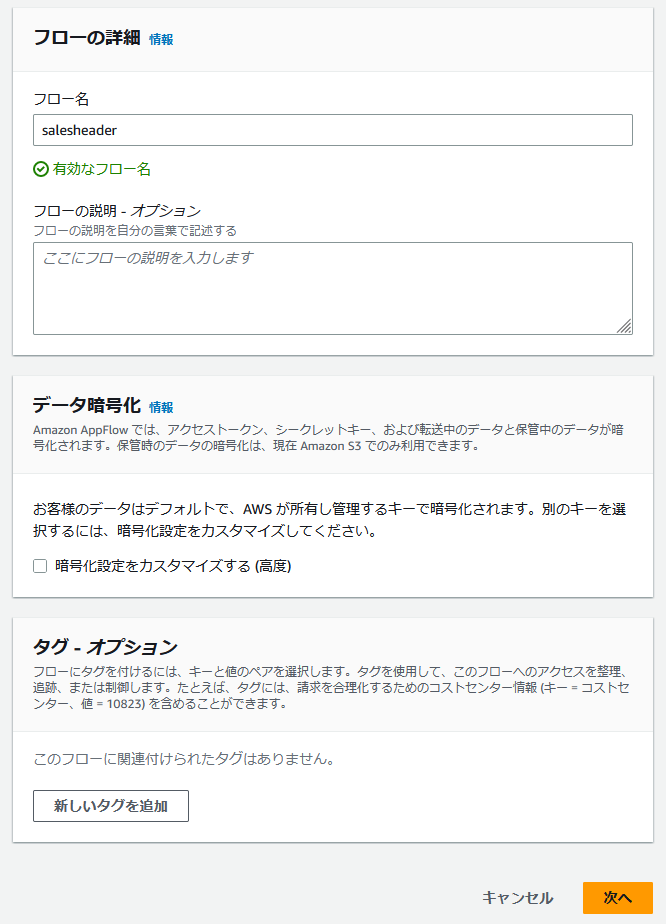 フローの詳細 情報
フロー名
salesheader
有効なフロー名
フローの説明 - オプション
フローの説明を自分の言葉で記述する
ここにフローの説明を入力します
データ暗号化 情報
Amazon AppFlow では、アクセストークン、シークレットキー、および転送中のデータと保管中のデータが暗
号化されます。保管時のデータの暗号化は、現在 Amazon S3 でのみ利用できます。
お客様のデータはデフォルトで、AWS が所有し管理するキーで暗号化されます。別のキーを選
択するには、暗号化設定をカスタマイズしてください。
暗号化設定をカスタマイズする (高度)
タグ - オプション
フローにタグを付けるには、キーと値のペアを選択します。タグを使用して、このフローへのアクセスを整理、
追跡、または制御します。たとえば、タグには、請求を合理化するためのコストセンター情報 (キー = コストセ
ンター、値 = 10823) を含めることができます。
このフローに関連付けられたタグはありません。
新しいタグを追加
キャンセル 次へ